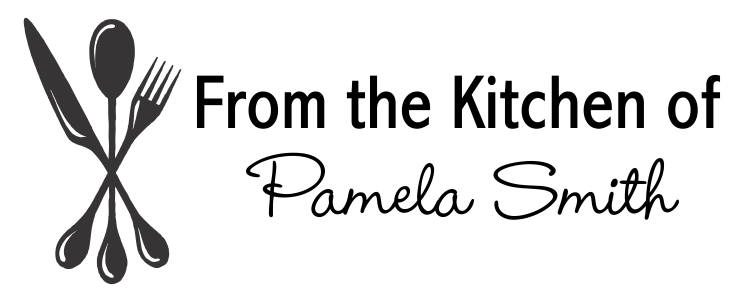 From the Kitchen of
Pamela Smith